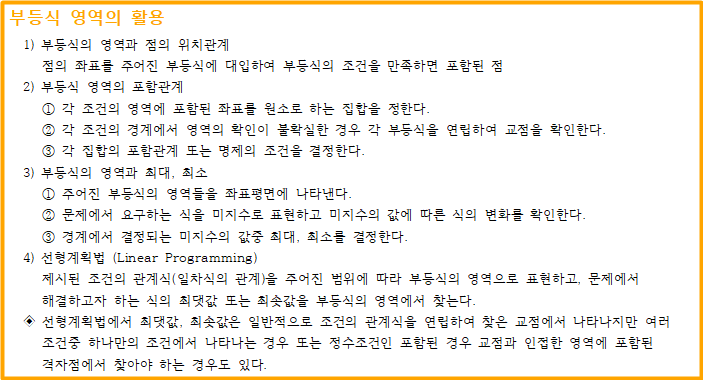 부등식 영역의 활용
1) 부등식의 영역과 점의 위치관계
점의 좌표를 주어진 부등식에 대입하여 부등식의 조건을 만족하면 포함된 점
2) 부등식 영역의 포함관계
① 각 조건의 영역에 포함된 좌표를 원소로 하는 집합을 정한다.
② 각 조건의 경계에서 영역의 확인이 불확실한 경우 각 부등식을 연립하여 교점을 확인한다.
③ 각 집합의 포함관계 또는 명제의 조건을 결정한다.
3) 부등식의 영역과 최대, 최소
① 주어진 부등식의 영역들을 좌표평면에 나타낸다.
② 문제에서 요구하는 식을 미지수로 표현하고 미지수의 값에 따른 식의 변화를 확인한다.
③ 경계에서 결정되는 미지수의 값중 최대, 최소를 결정한다.
4) 선형계획법 (Linear Programming)
제시된 조건의 관계식(일차식의 관계)을 주어진 범위에 따라 부등식의 영역으로 표현하고, 문제에서
해결하고자 하는 식의 최댓값 또는 최솟값을 부등식의 영역에서 찾는다.
◈ 선형계획법에서 최댓값, 최솟값은 일반적으로 조건의 관계식을 연립하여 찾은 교점에서 나타나지만 여러
조건중 하나만의 조건에서 나타나는 경우 또는 정수조건인 포함된 경우 교점과 인접한 영역에 포함된
격자점에서 찾아야 하는 경우도 있다.